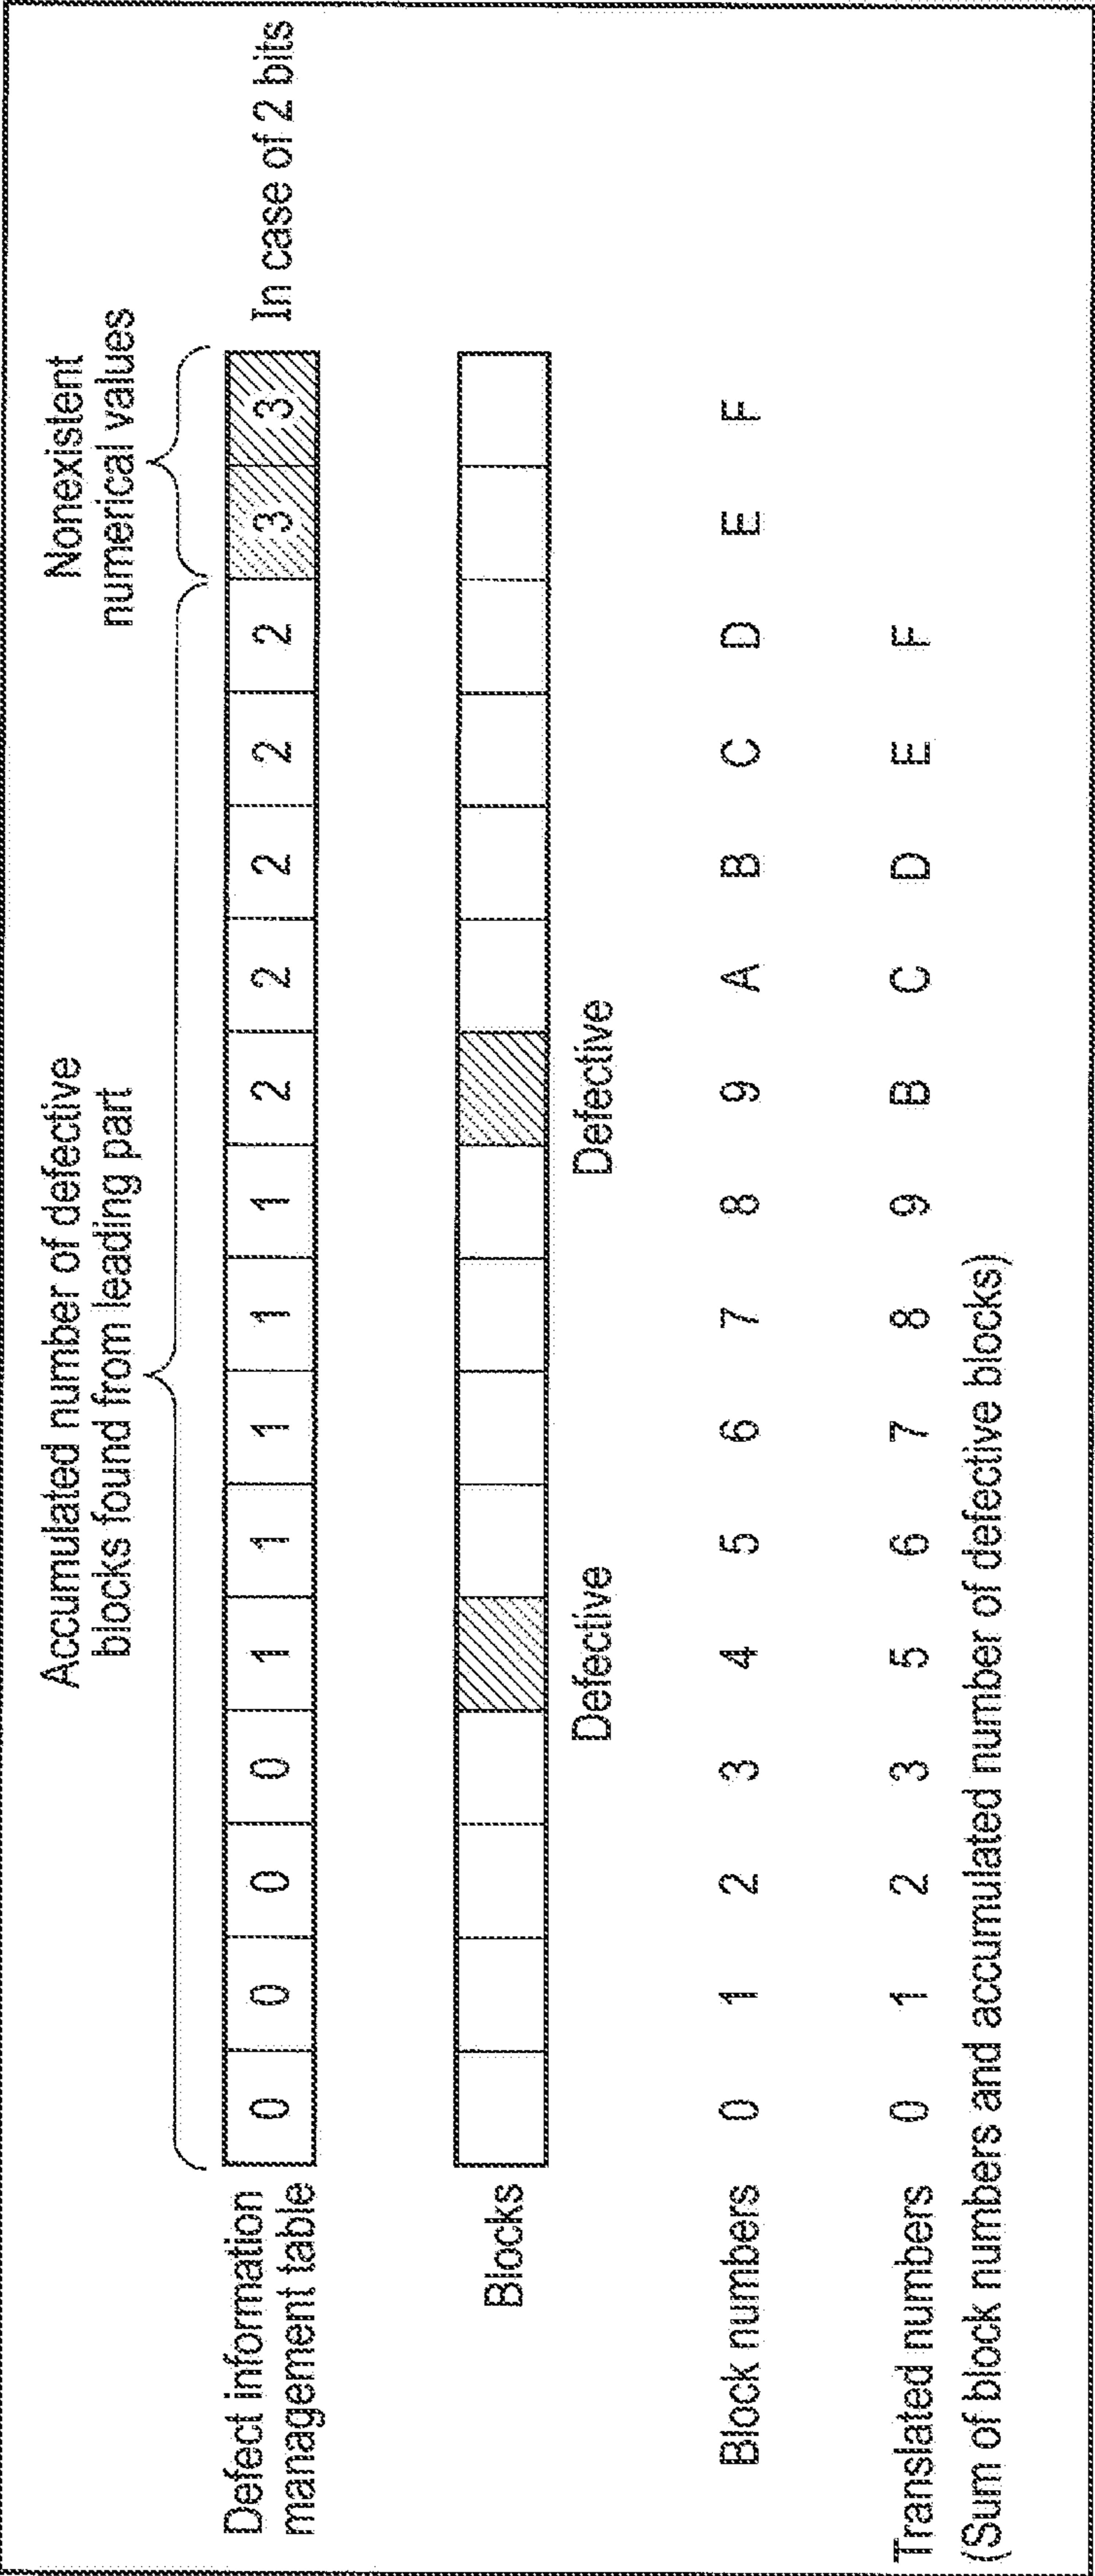 Accumulated number of defective
blocks found from leading part
Nonexistent
numerical values
Defect information
management table
0 0 0 0 1 1 1 1 1 2 2 2 2 2 3 3
In case of 2 bits
Blocks
Defective
Defective
Block numbers 0 1 2 3 4 5 6 7 8 9 A B C D E F
Translated numbers 0 1 2 3 5 6 7 8 9 B C D E F
(Sum of block numbers and accumulated number of defective blocks)